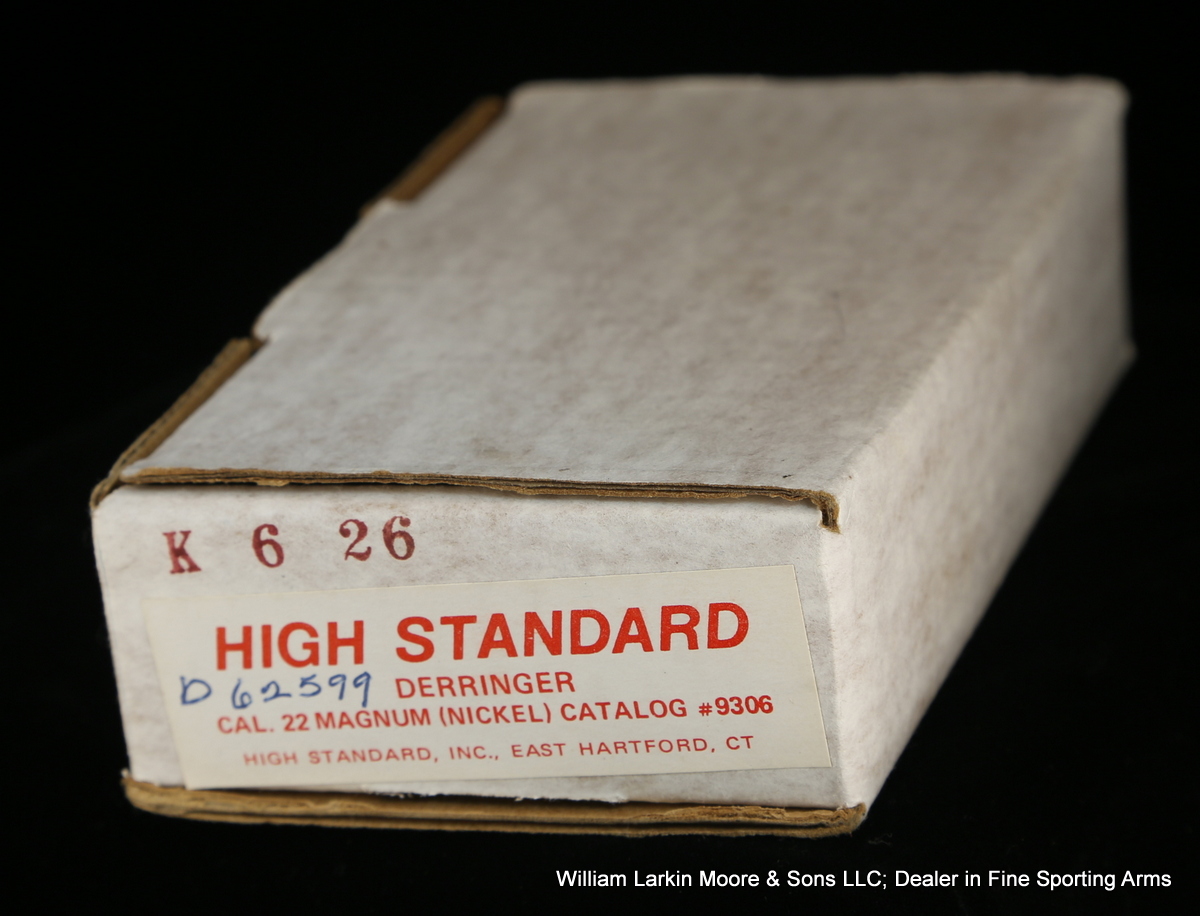 K 6 26
HIGH STANDARD
D 62599 DERRINGER
CAL. 22 MAGNUM (NICKEL) CATALOG #9306
HIGH STANDARD, INC., EAST HARTFORD, CT
William Larkin Moore & Sons LLC; Dealer in Fine Sporting Arms